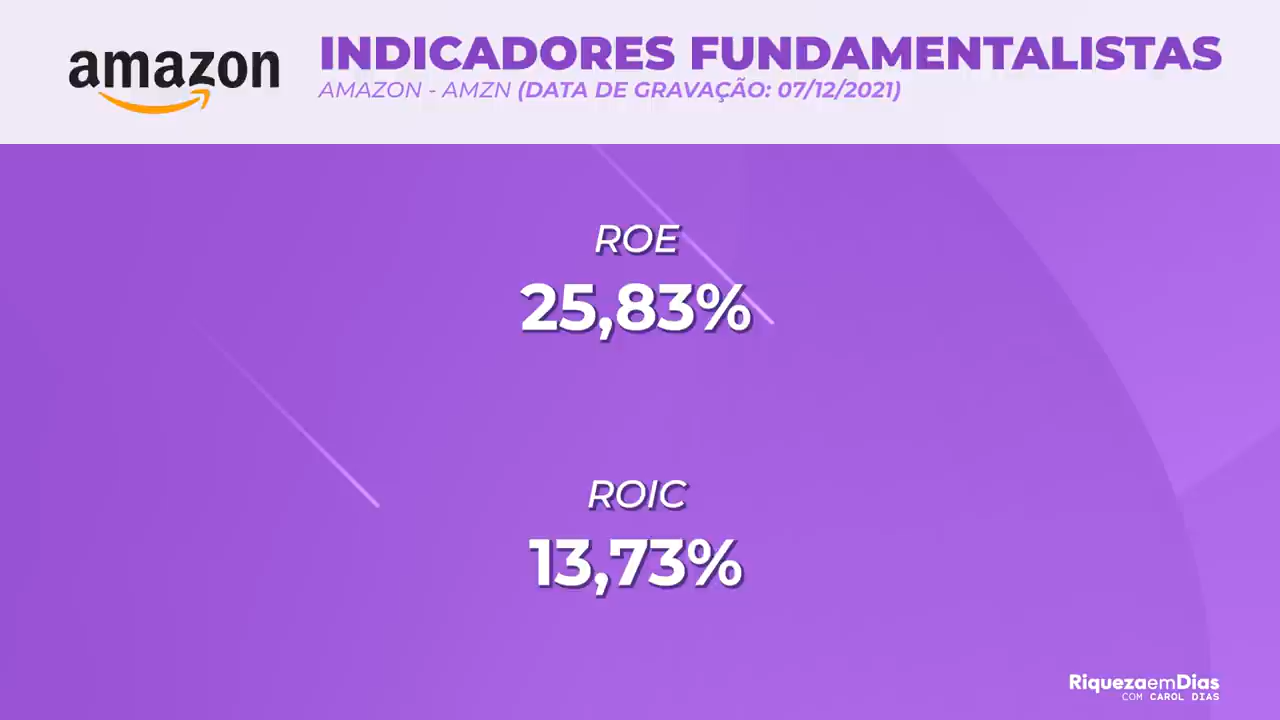 amazon
INDICADORES FUNDAMENTALISTAS
AMAZON - AMZN (DATA DE GRAVAÇÃO: 07/12/2021)
ROE
25,83%
ROIC
13,73%
RiquezaemDias
COM CAROL DIAS